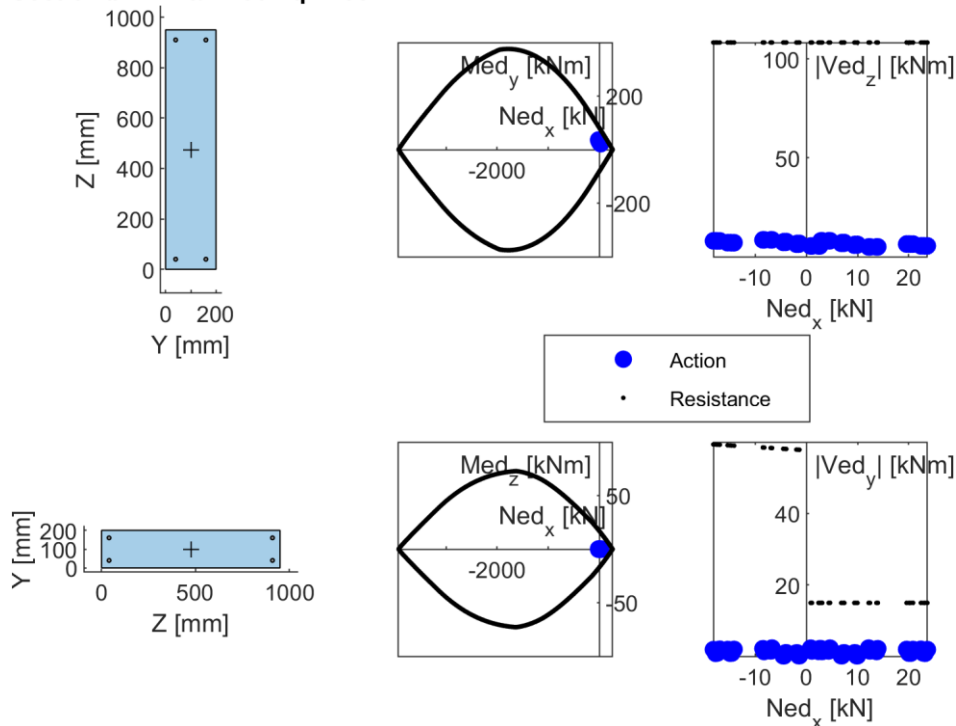 1000
800
600
400
200
0
Z [mm]
0 200
Y [mm]
Med_y [kNm]
200
Ned_x [kN]
-2000
-200
|Ved_z| [kNm]
100
50
-10 0 10 20
Ned_x [kN]
Action
Resistance
200
100
0
Y [mm]
0 500 1000
Z [mm]
Med_z [kNm]
50
Ned_x [kN]
-2000
-50
|Ved_y| [kNm]
40
20
-10 0 10 20
Ned_x [kN]